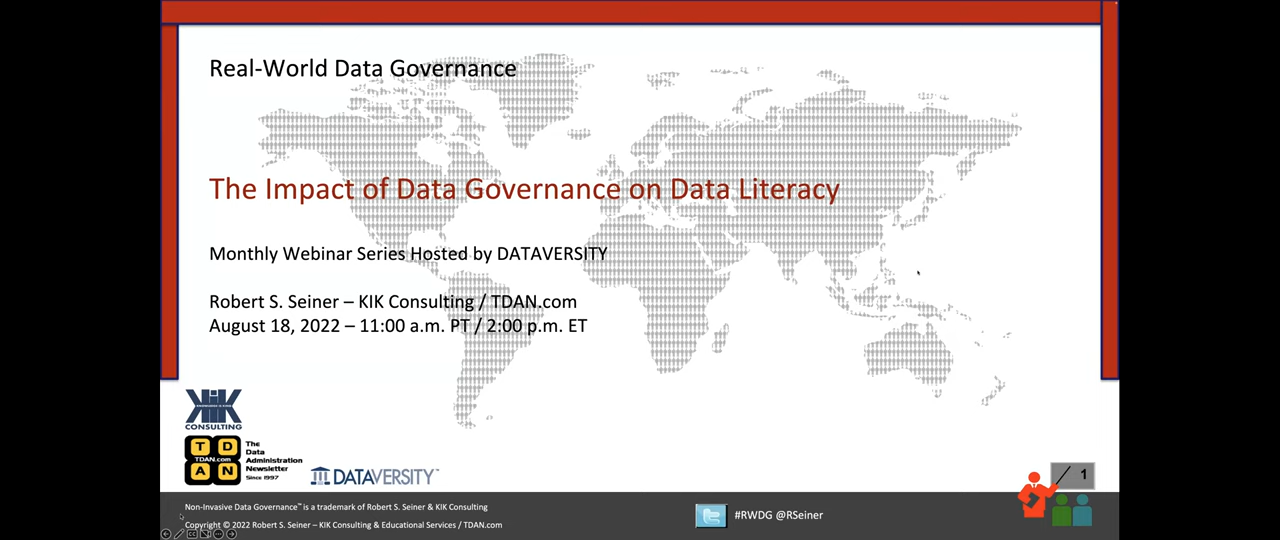 Real-World Data Governance
The Impact of Data Governance on Data Literacy
Monthly Webinar Series Hosted by DATAVERSITY
Robert S. Seiner – KIK Consulting / TDAN.com
August 18, 2022 – 11:00 a.m. PT / 2:00 p.m. ET
KIK
CONSULTING
T D
TDAN.com
A N
The
Data
Administration
Newsletter
Since 1997
DATAVERSITY™
/ 1
Non-Invasive Data Governance™ is a trademark of Robert S. Seiner & KIK Consulting
Copyright © 2022 Robert S. Seiner – KIK Consulting & Educational Services / TDAN.com
#RWDG @RSeiner